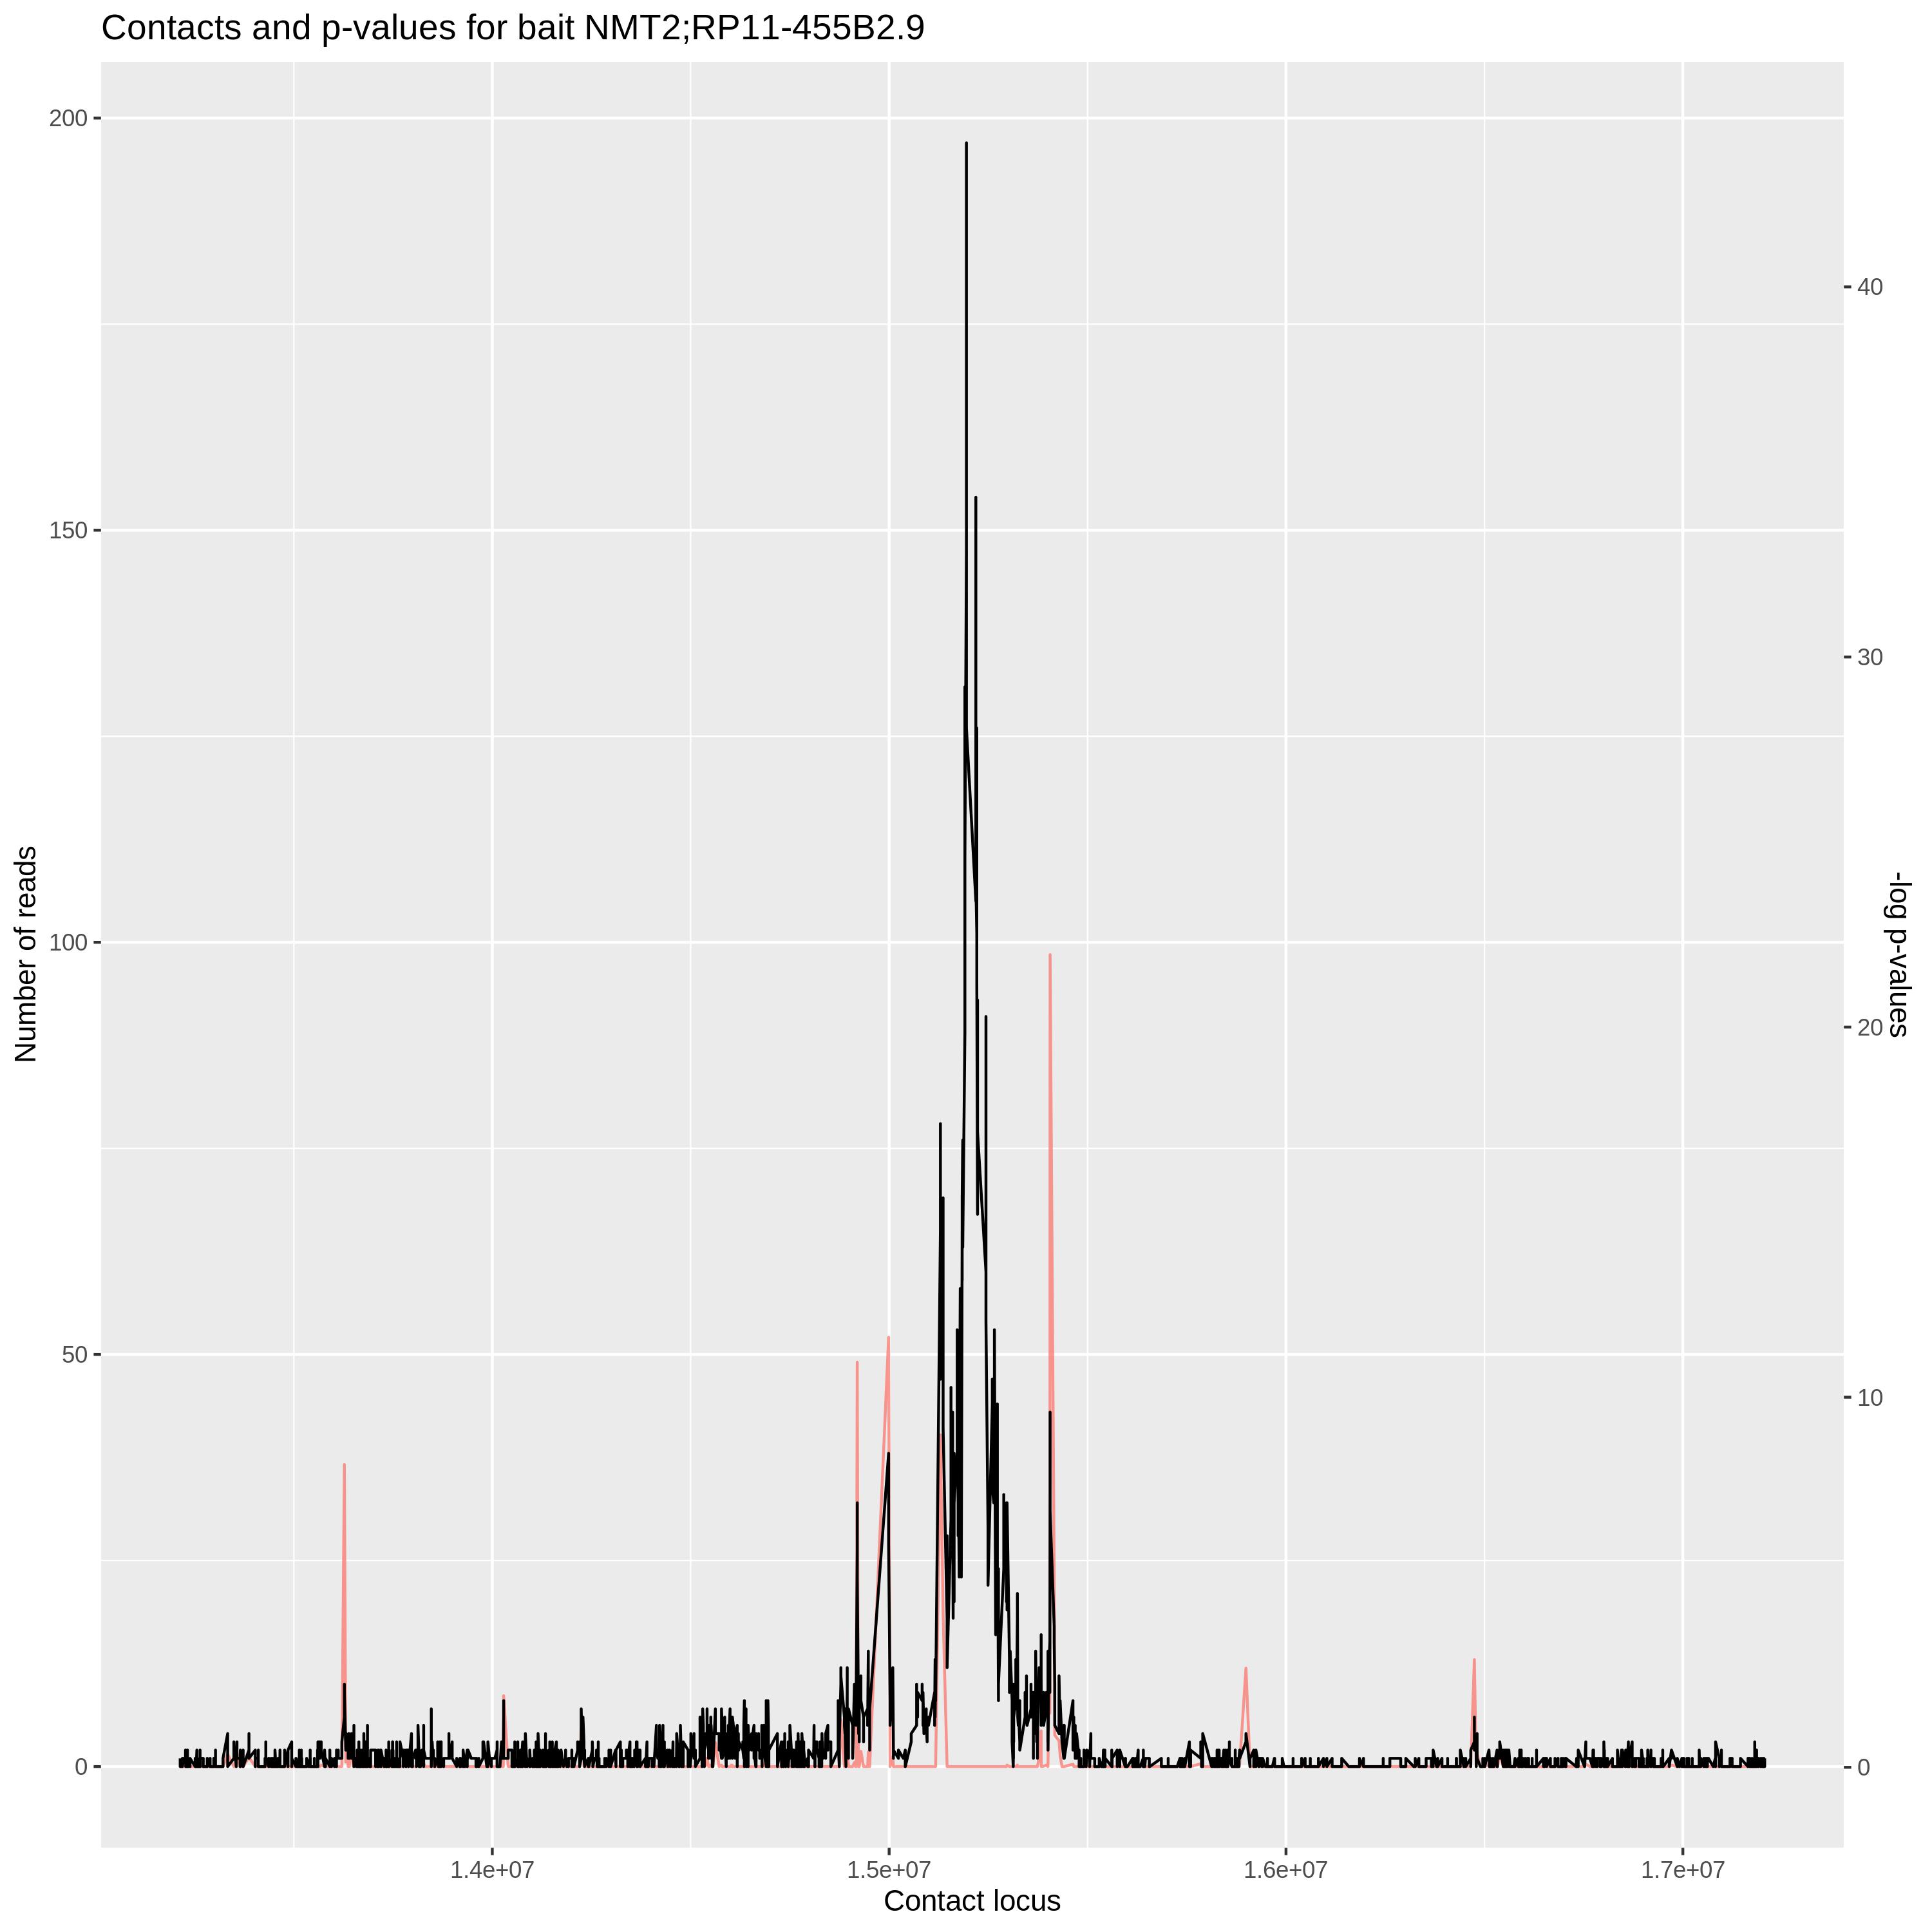 Contacts and p-values for bait NMT2;RP11-455B2.9
200
150
100
50
0
Number of reads
40
30
20
10
0
-log p-values
1.4e+07
1.5e+07
1.6e+07
1.7e+07
Contact locus